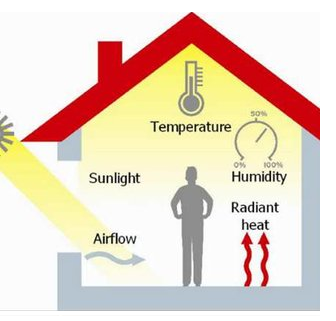 Temperature
50%
0%
100%
Sunlight
Humidity
Radiant
heat
Airflow